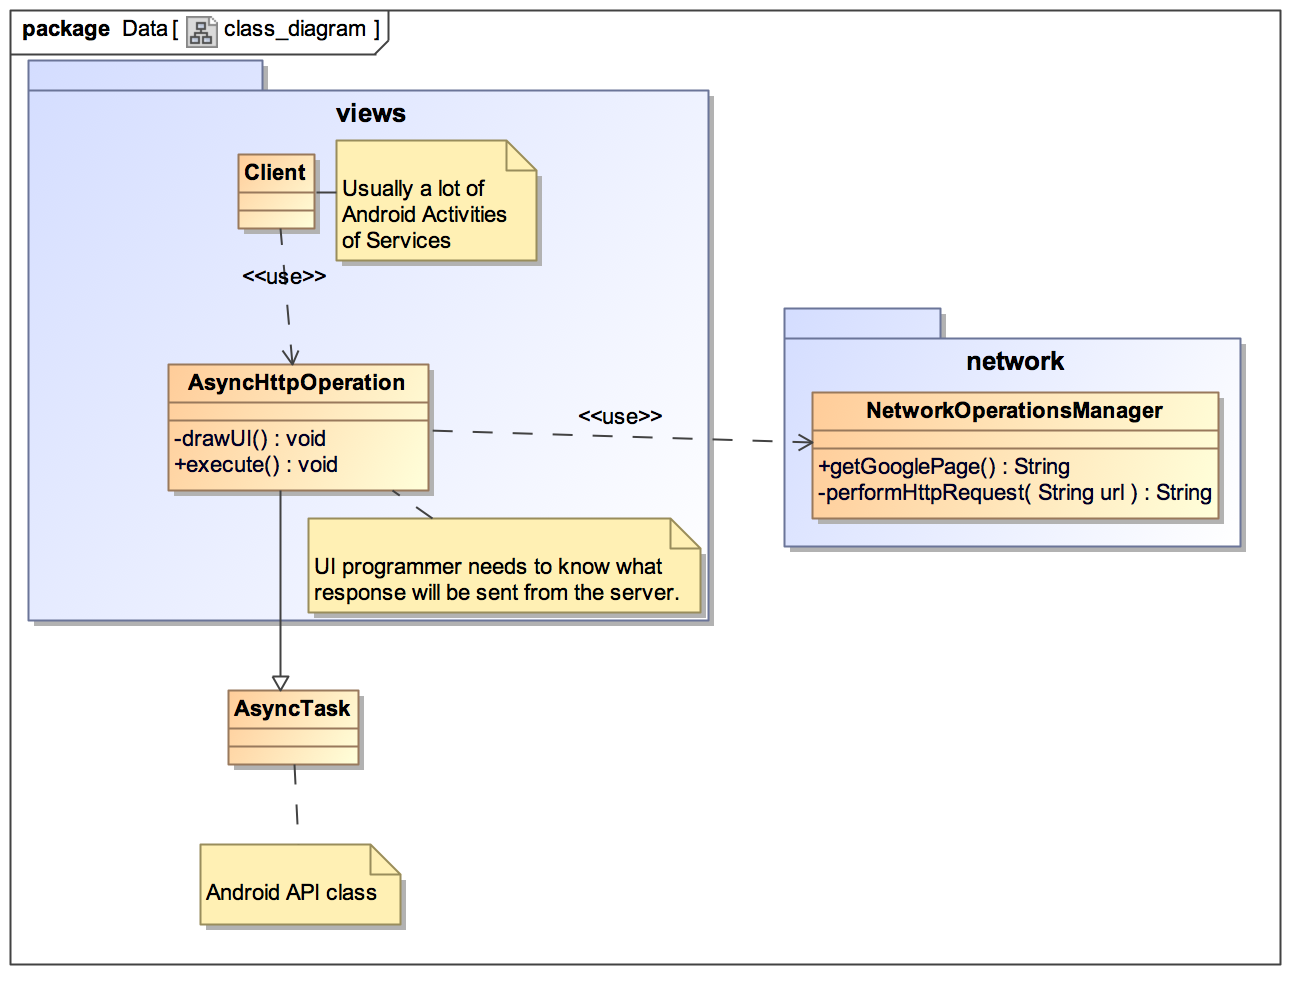 package Data [ class_diagram ]
views
Client
Usually a lot of
Android Activities
of Services
<<use>>
AsyncHttpOperation
-drawUI() : void
+execute() : void
<<use>>
network
NetworkOperationsManager
+getGooglePage() : String
-performHttpRequest( String url ) : String
UI programmer needs to know what
response will be sent from the server.
AsyncTask
Android API class